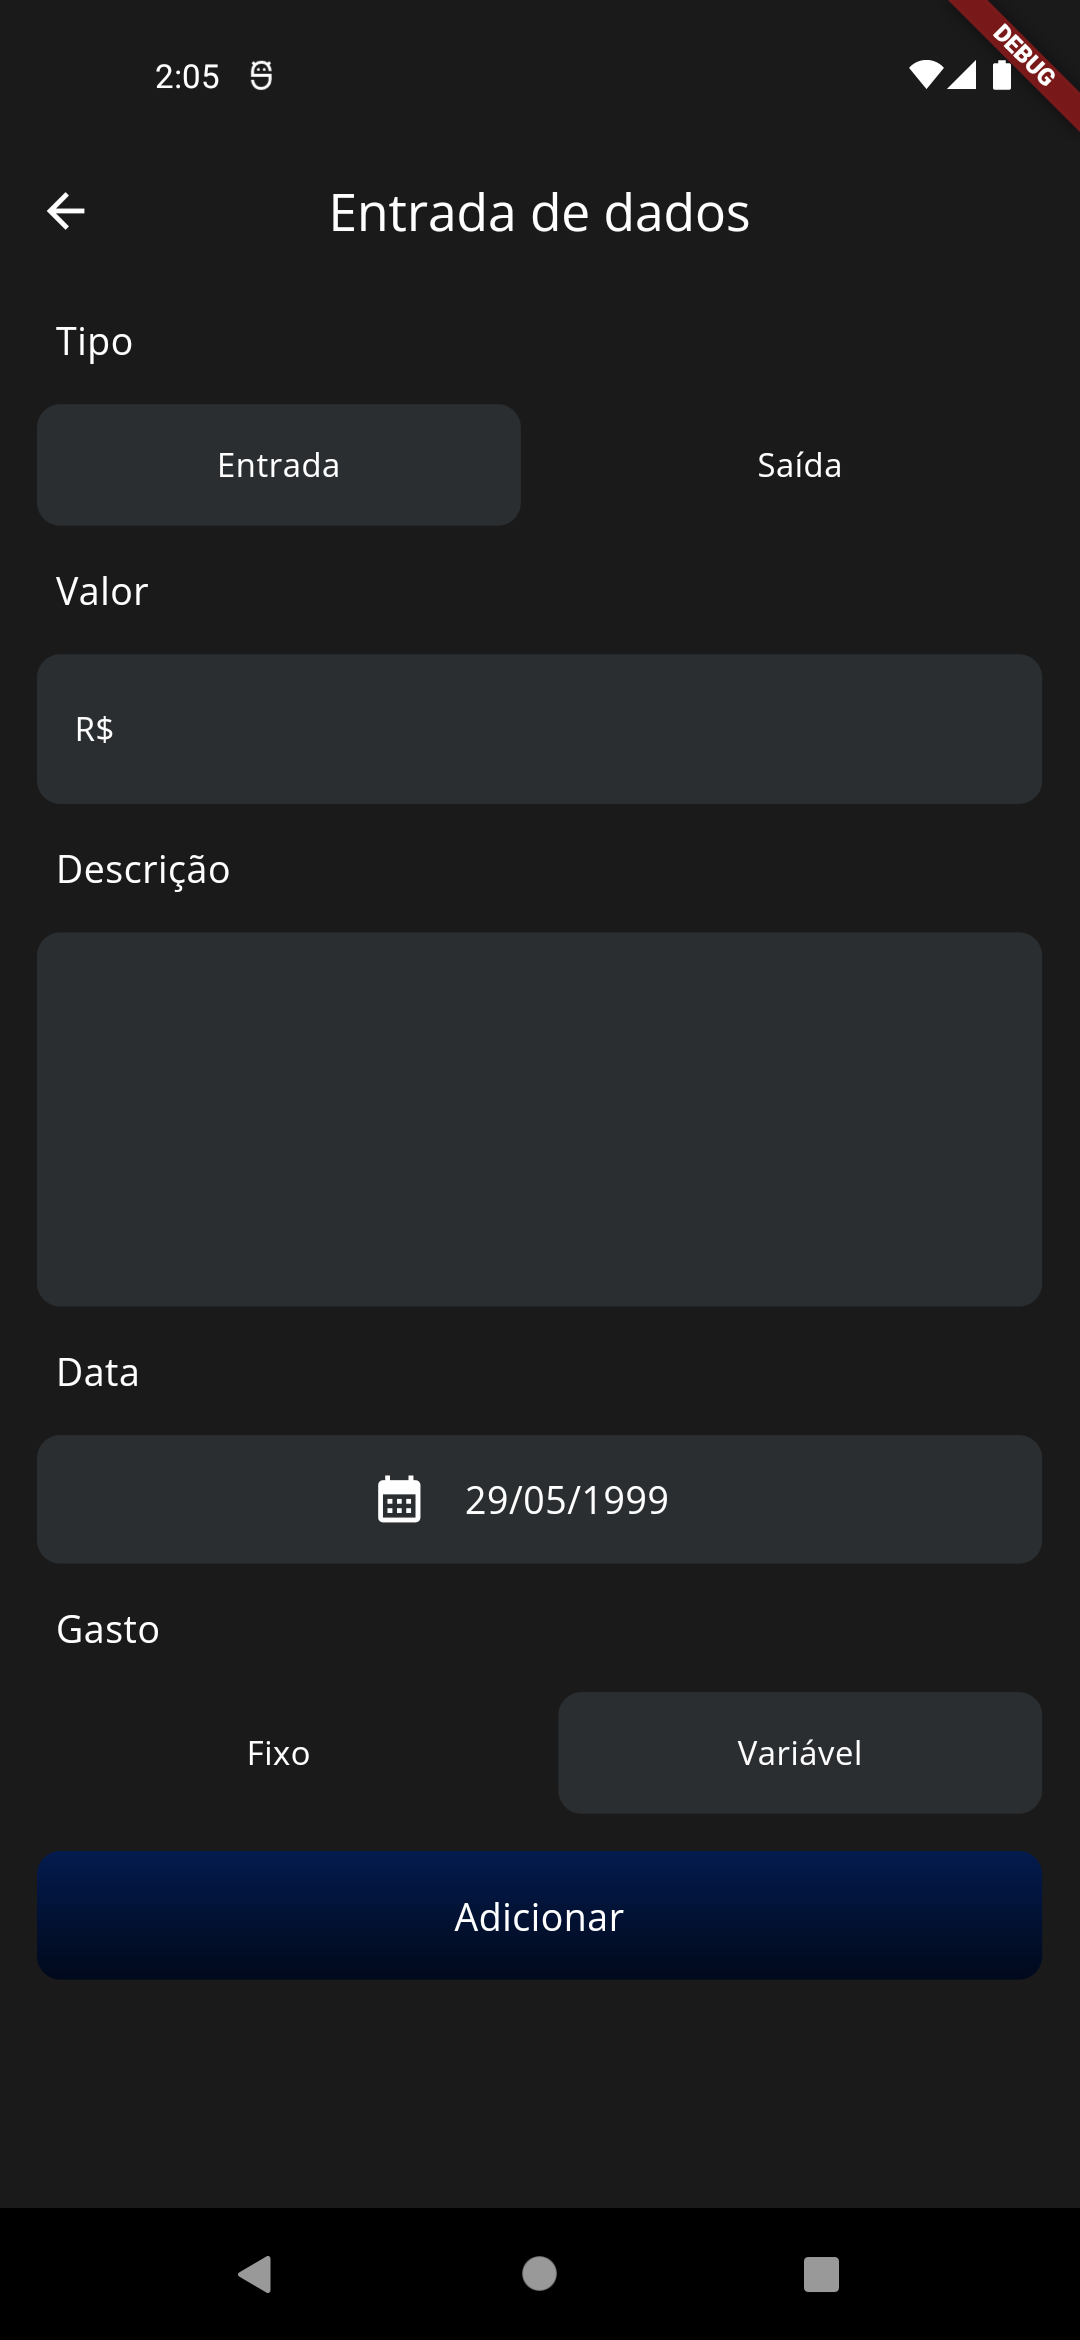 2:05
DEBUG
Entrada de dados
Tipo
Entrada
Saída
Valor
R$
Descrição
Data
29/05/1999
Gasto
Fixo
Variável
Adicionar